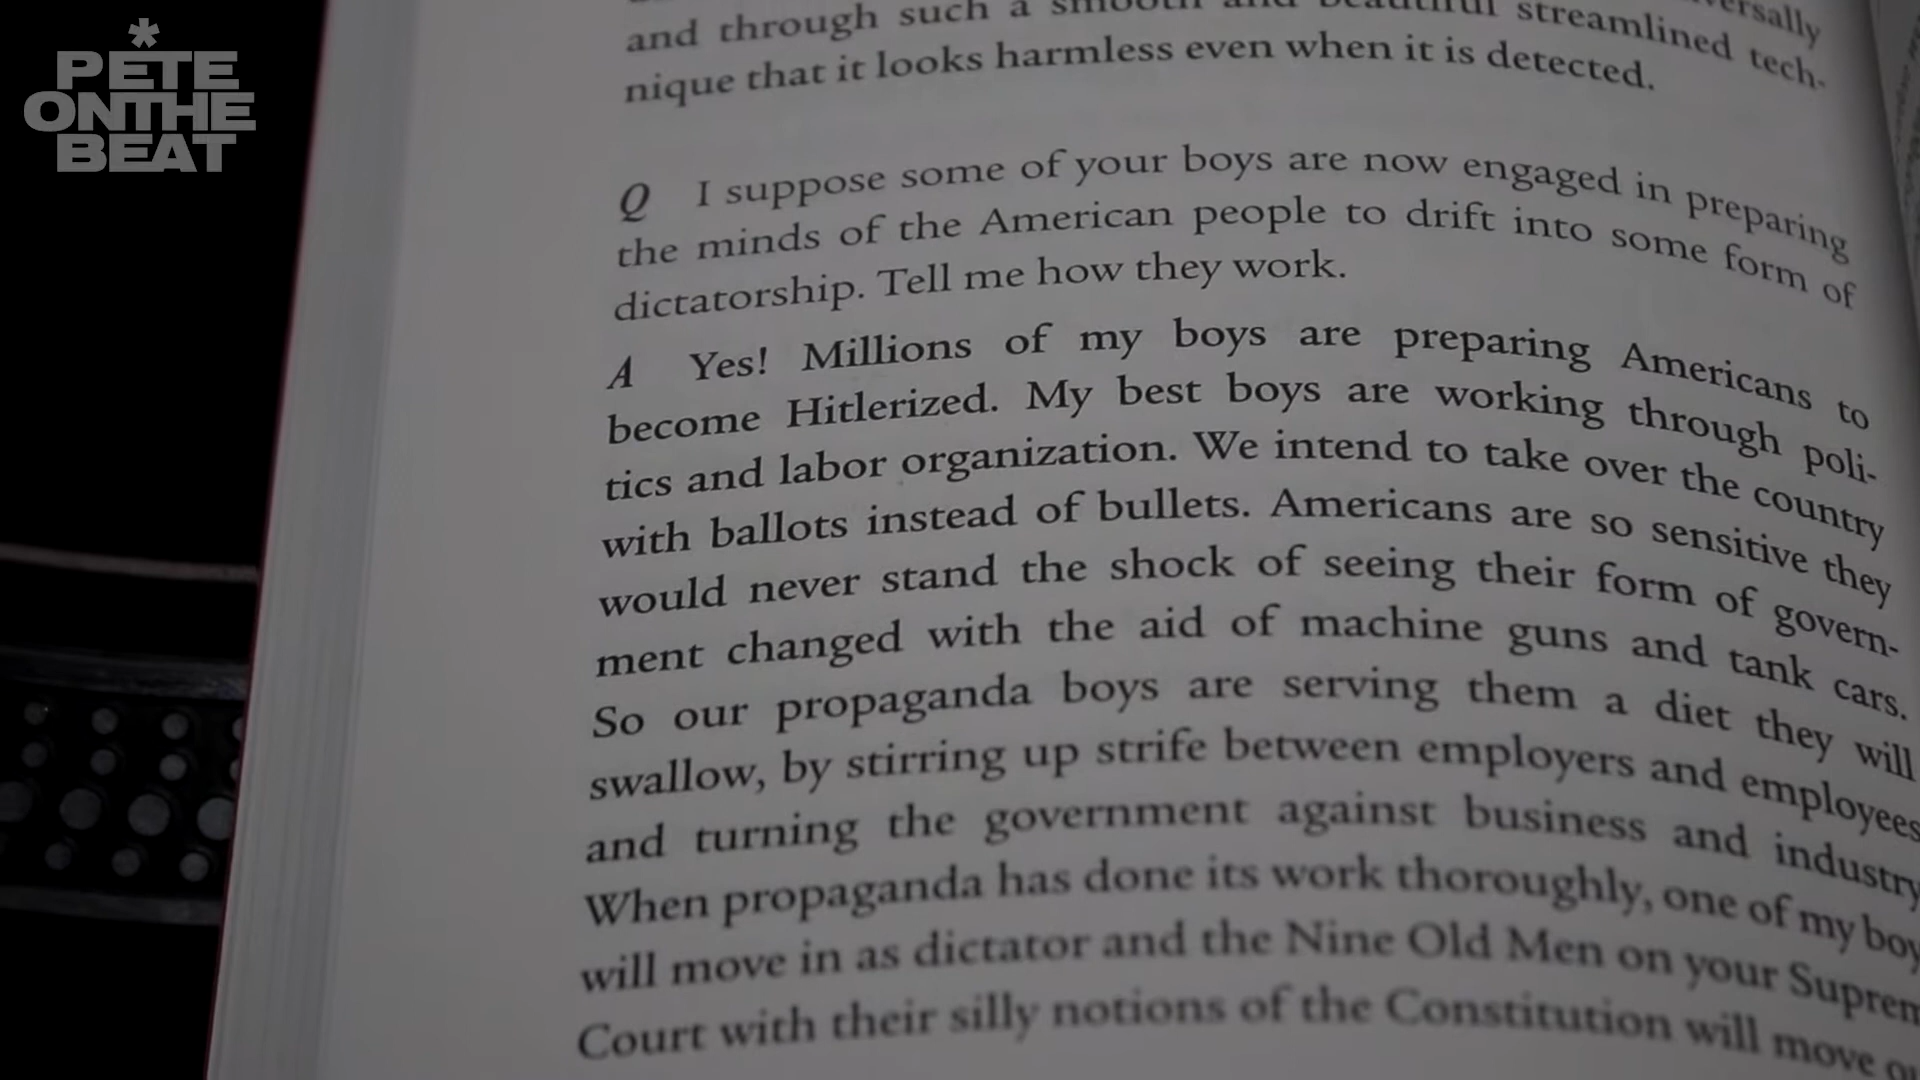 *
PETE
ONTHE
BEAT
and through such a smooth and beautiful streamlined tech-
nique that it looks harmless even when it is detected.
Q I suppose some of your boys are now engaged in preparing
the minds of the American people to drift into some form of
dictatorship. Tell me how they work.
A Yes! Millions of my boys are preparing Americans to
become Hitlerized. My best boys are working through poli-
tics and labor organization. We intend to take over the country
with ballots instead of bullets. Americans are so sensitive they
would never stand the shock of seeing their form of govern-
ment changed with the aid of machine guns and tank cars.
So our propaganda boys are serving them a diet they will
swallow, by stirring up strife between employers and employees
and turning the government against business and industry
When propaganda has done its work thoroughly, one of my boy
will move in as dictator and the Nine Old Men on your Suprem
Court with their silly notions of the Constitution will move